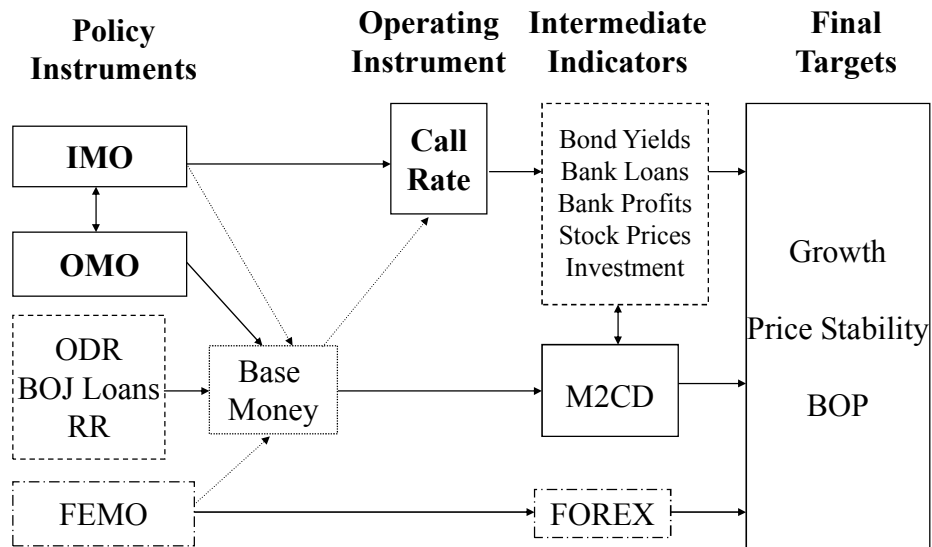 Policy
Instruments
Operating
Instrument
Intermediate
Indicators
Final
Targets
IMO
OMO
ODR
BOJ Loans
RR
FEMO
Base
Money
Call
Rate
Bond Yields
Bank Loans
Bank Profits
Stock Prices
Investment
M2CD
FOREX
Growth
Price Stability
BOP